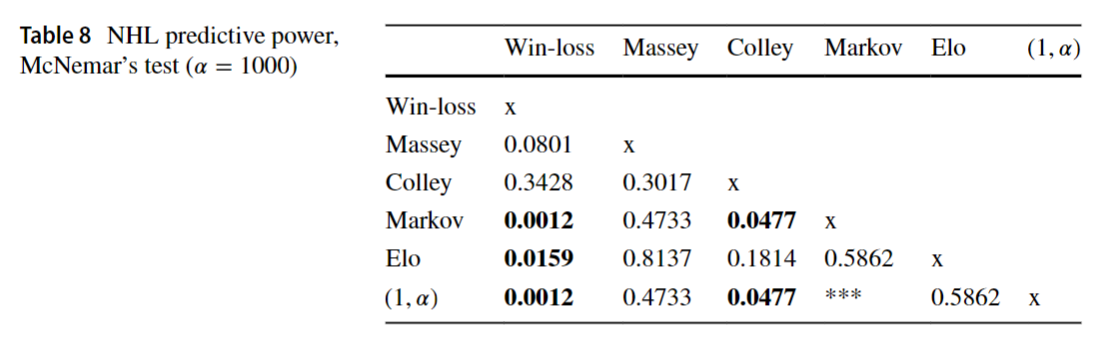 Table 8 NHL predictive power,
McNemar's test (α = 1000)
Win-loss Massey Colley Markov Elo (1, α)
Win-loss x
Massey 0.0801 x
Colley 0.3428 0.3017 x
Markov 0.0012 0.4733 0.0477 x
Elo 0.0159 0.8137 0.1814 0.5862 x
(1, α) 0.0012 0.4733 0.0477 *** 0.5862 x